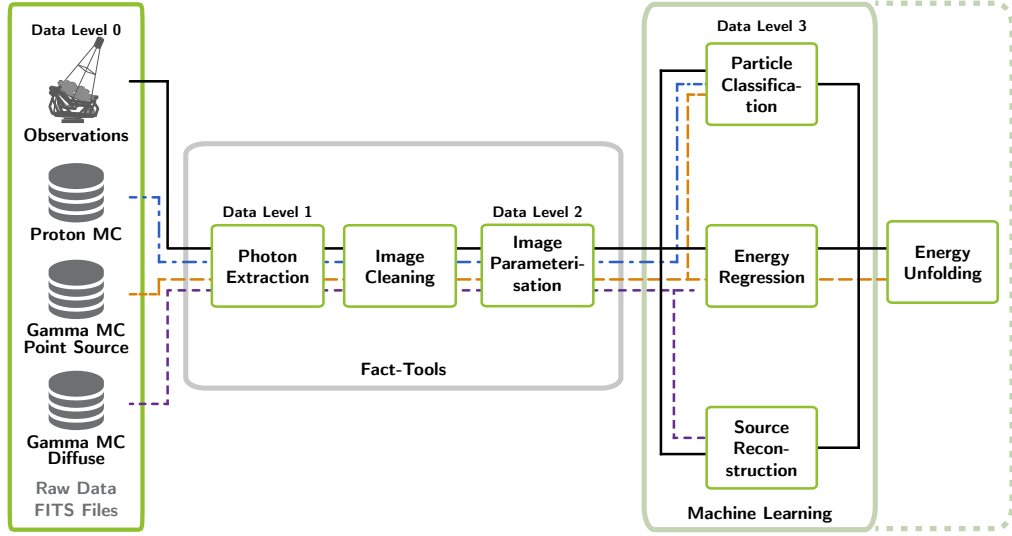 Data Level 0
Observations
Proton MC
Gamma MC
Point Source
Gamma MC
Diffuse
Raw Data
FITS Files
Data Level 1
Photon
Extraction
Image
Cleaning
Data Level 2
Image
Parameteri-
sation
Fact-Tools
Data Level 3
Particle
Classifica-
tion
Energy
Regression
Source
Recon-
struction
Machine Learning
Energy
Unfolding